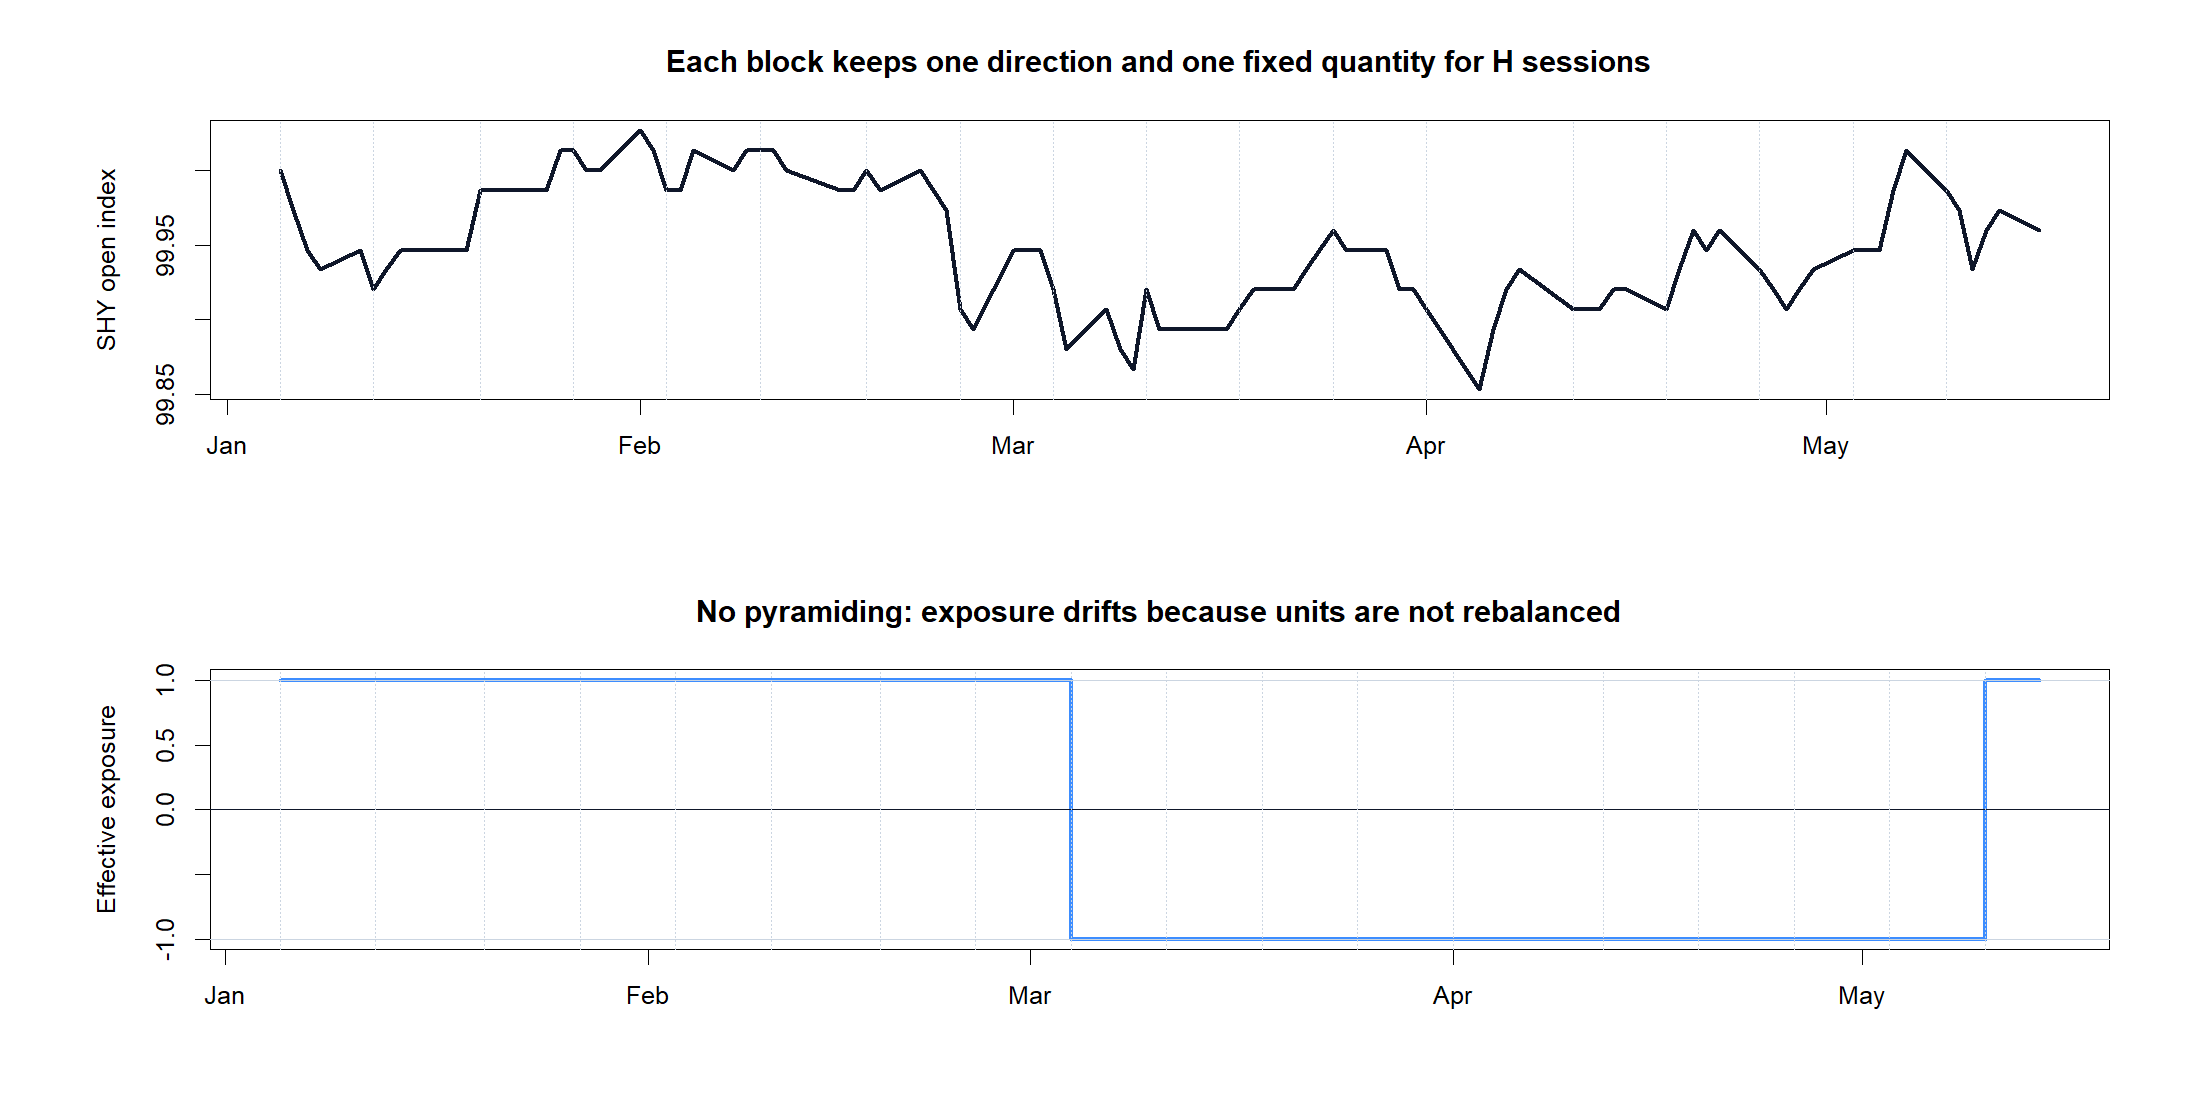 Each block keeps one direction and one fixed quantity for H sessions
SHY open index
99.95
99.85
Jan
Feb
Mar
Apr
May
No pyramiding: exposure drifts because units are not rebalanced
Effective exposure
1.0
0.5
0.0
-1.0
Jan
Feb
Mar
Apr
May